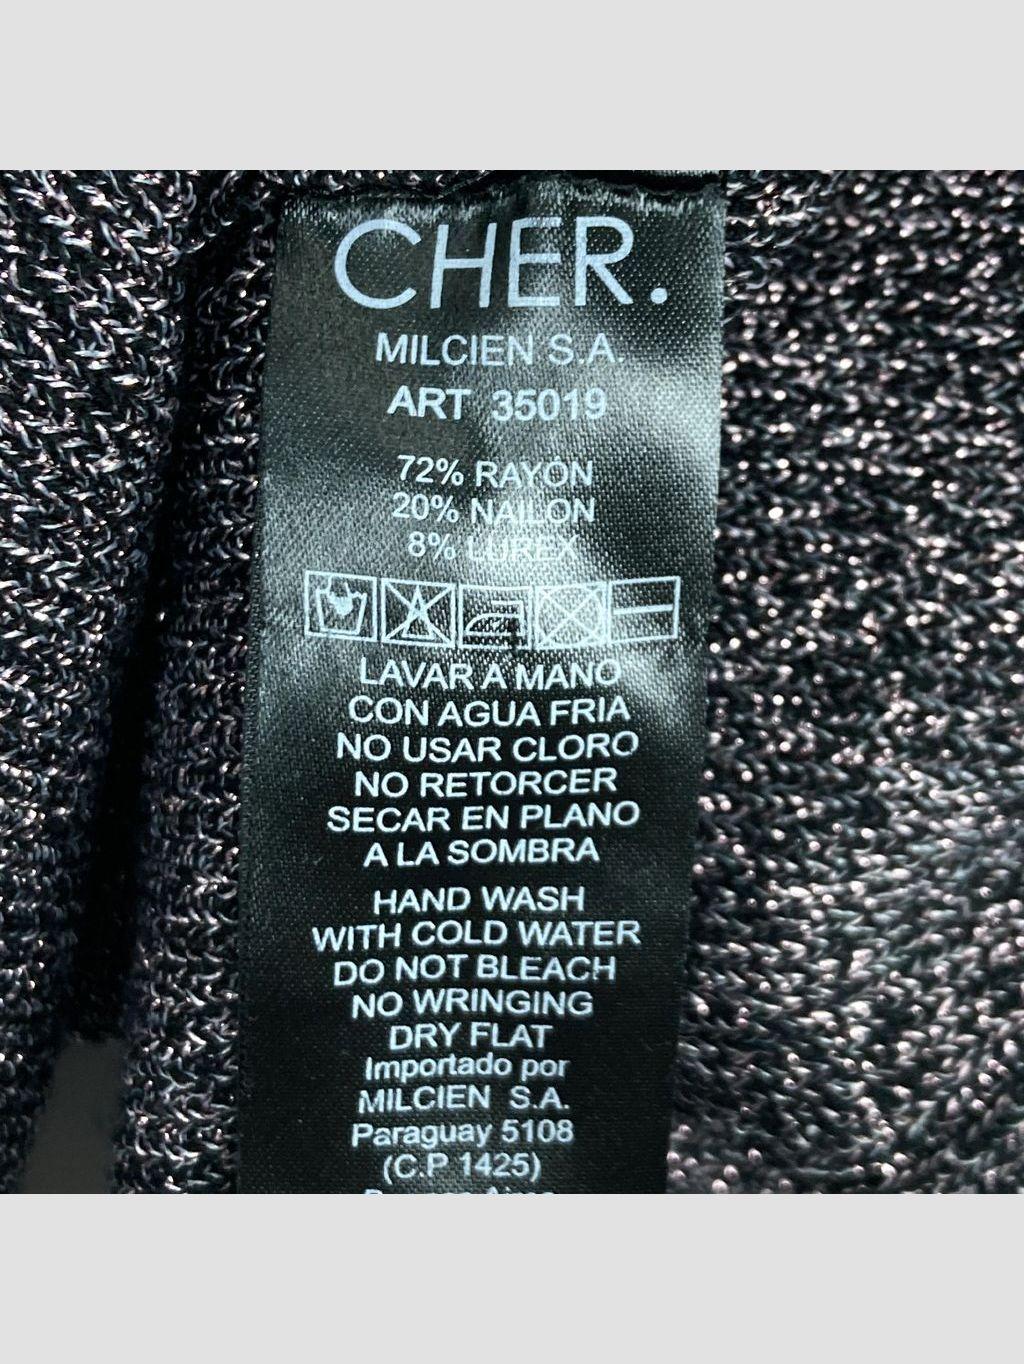 CHER.
MILCIEN S.A.
ART 35019
72% RAYON
20% NAILON
8% LUREX
LAVAR A MANO
CON AGUA FRIA
NO USAR CLORO
NO RETORCER
SECAR EN PLANO
A LA SOMBRA
HAND WASH
WITH COLD WATER
DO NOT BLEACH
NO WRINGING
DRY FLAT
Importado por
MILCIEN S.A.
Paraguay 5108
(C.P 1425)